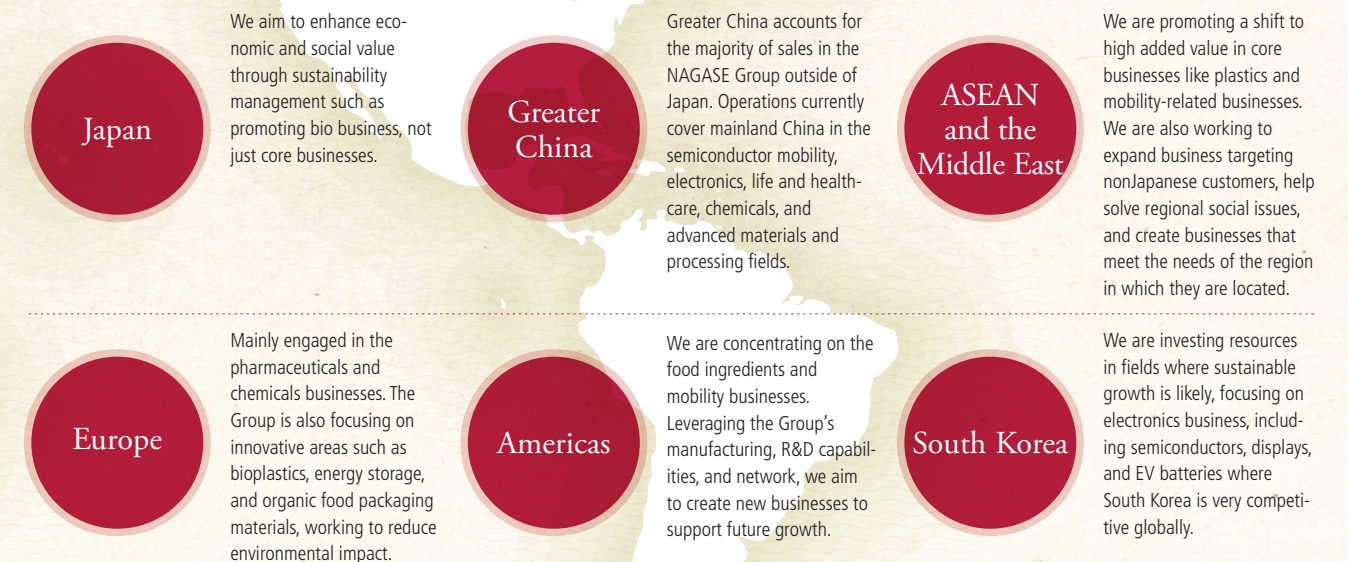 Japan
We aim to enhance eco-
nomic and social value
through sustainability
management such as
promoting bio business, not
just core businesses.
Greater
China
Greater China accounts for
the majority of sales in the
NAGASE Group outside of
Japan. Operations currently
cover mainland China in the
semiconductor mobility,
electronics, life and health-
care, chemicals, and
advanced materials and
processing fields.
ASEAN
and the
Middle East
We are promoting a shift to
high added value in core
businesses like plastics and
mobility-related businesses.
We are also working to
expand business targeting
nonJapanese customers, help
solve regional social issues,
and create businesses that
meet the needs of the region
in which they are located.
Europe
Mainly engaged in the
pharmaceuticals and
chemicals businesses. The
Group is also focusing on
innovative areas such as
bioplastics, energy storage,
and organic food packaging
materials, working to reduce
environmental impact.
Americas
We are concentrating on the
food ingredients and
mobility businesses.
Leveraging the Group's
manufacturing, R&D capabil-
ities, and network, we aim
to create new businesses to
support future growth.
South Korea
We are investing resources
in fields where sustainable
growth is likely, focusing on
electronics business, includ-
ing semiconductors, displays,
and EV batteries where
South Korea is very competi-
tive globally.